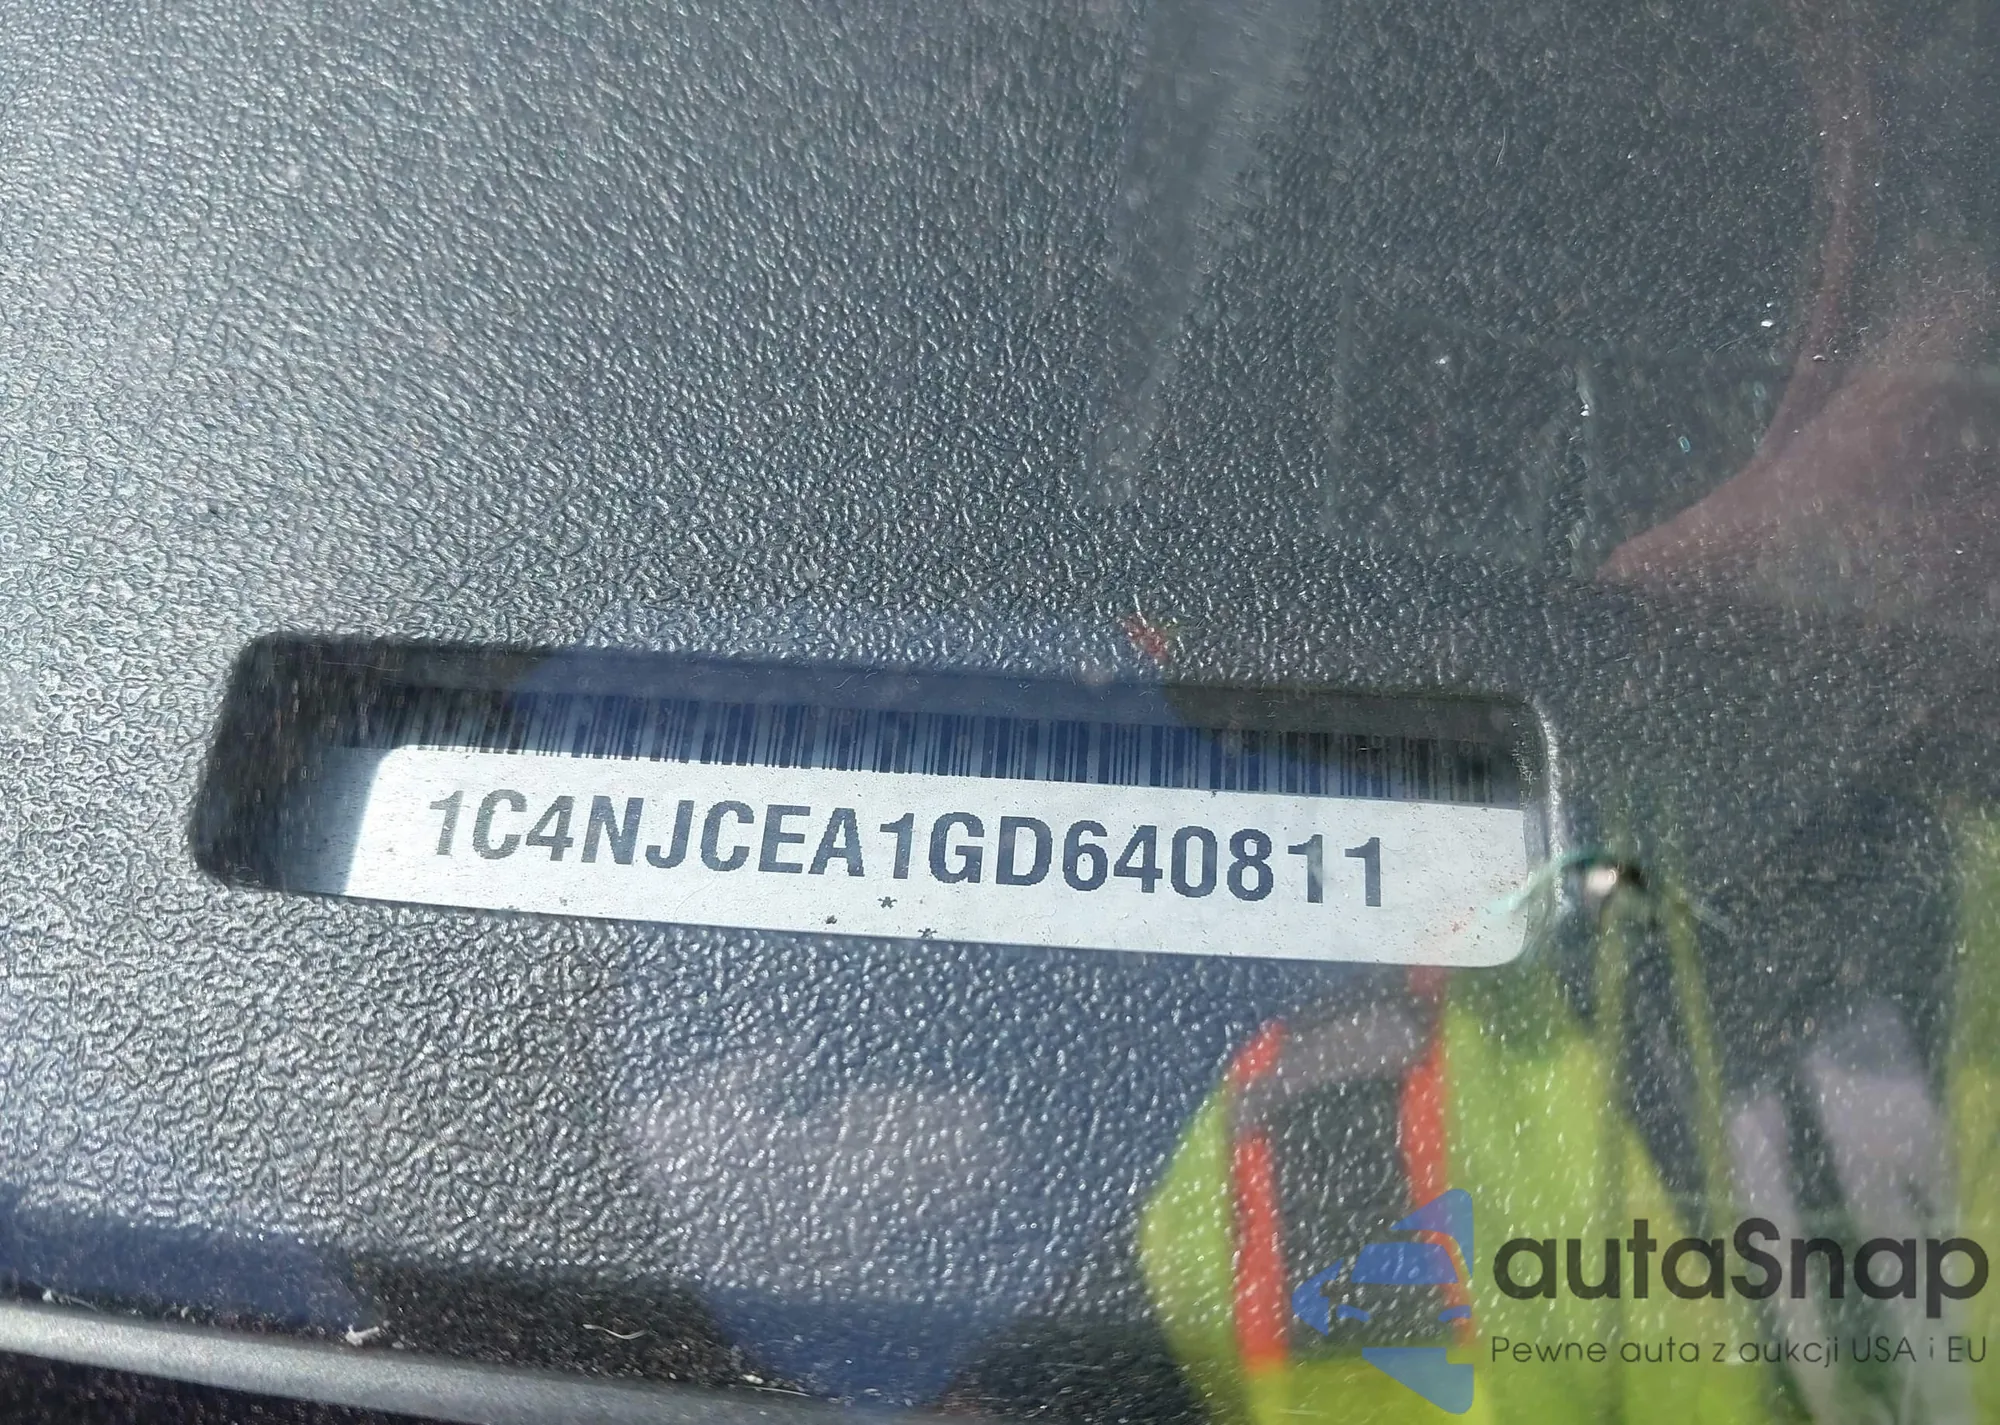 1C4NJCEA1GD640811
autaSnap
Pewne auta z aukcji USA i EU